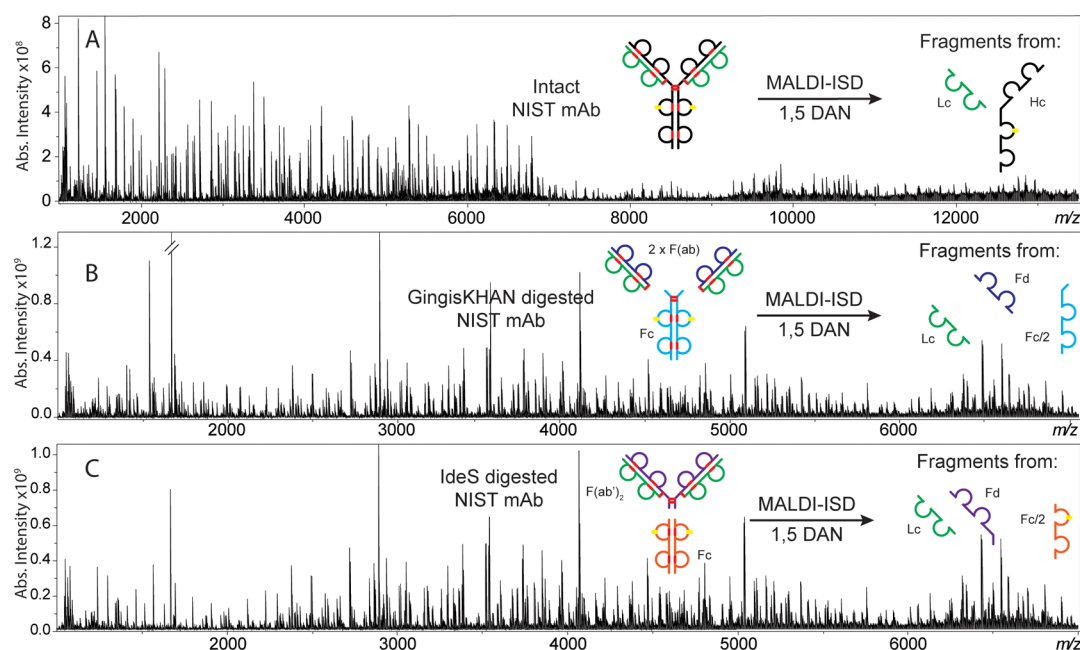 Abs. Intensity x10⁸
8
6
4
2
0
A
Intact
NIST mAb
MALDI-ISD
1,5 DAN
Fragments from:
Lc
Hc
2000
4000
6000
8000
10000
12000
m/z
Abs. Intensity x10⁹
1.2
0.8
0.4
0.0
B
GingisKHAN digested
NIST mAb
2 x F(ab)
Fc
MALDI-ISD
1,5 DAN
Fragments from:
Fd
Lc
Fc/2
2000
3000
4000
5000
6000
m/z
Abs. Intensity x10⁹
1.0
0.8
0.6
0.4
0.2
0.0
C
IdeS digested
NIST mAb
F(ab')₂
Fc
MALDI-ISD
1,5 DAN
Fragments from:
Lc
Fd
Fc/2
2000
3000
4000
5000
6000
m/z